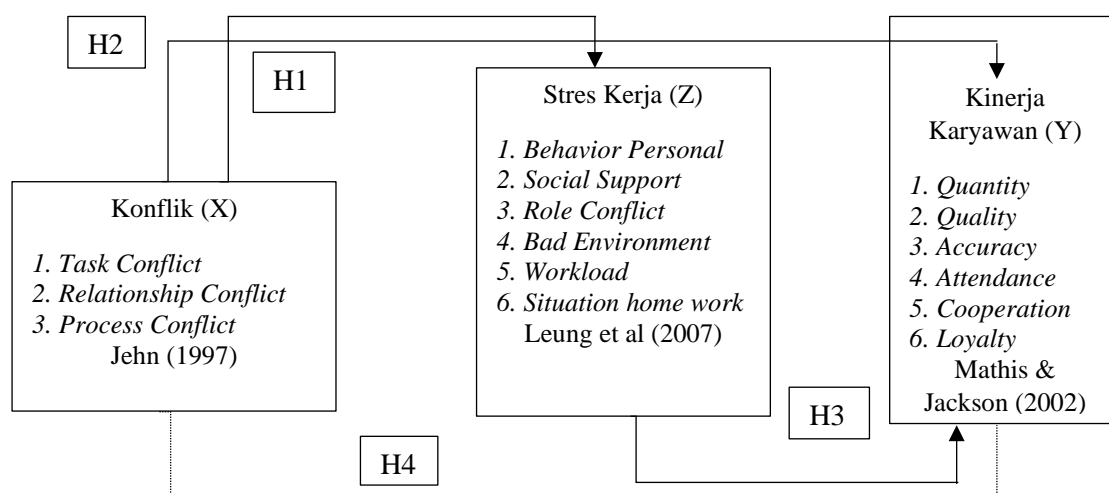 H2
H1
Konflik (X)
1. Task Conflict
2. Relationship Conflict
3. Process Conflict
Jehn (1997)
Stres Kerja (Z)
1. Behavior Personal
2. Social Support
3. Role Conflict
4. Bad Environment
5. Workload
6. Situation home work
Leung et al (2007)
Kinerja
Karyawan (Y)
1. Quantity
2. Quality
3. Accuracy
4. Attendance
5. Cooperation
6. Loyalty
Mathis &
Jackson (2002)
H3
H4